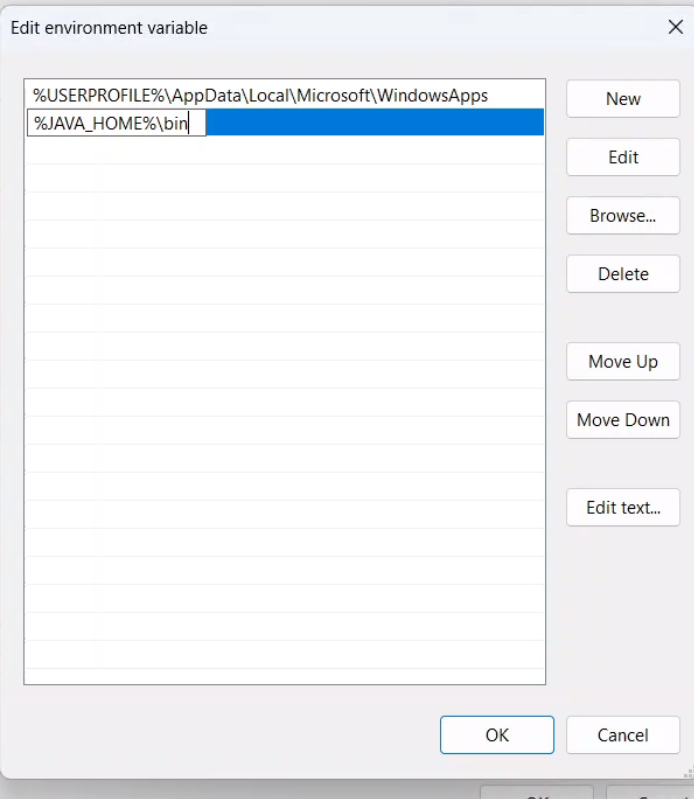 Edit environment variable
%USERPROFILE%\AppData\Local\Microsoft\WindowsApps
%JAVA_HOME%\bin
New
Edit
Browse...
Delete
Move Up
Move Down
Edit text...
OK
Cancel